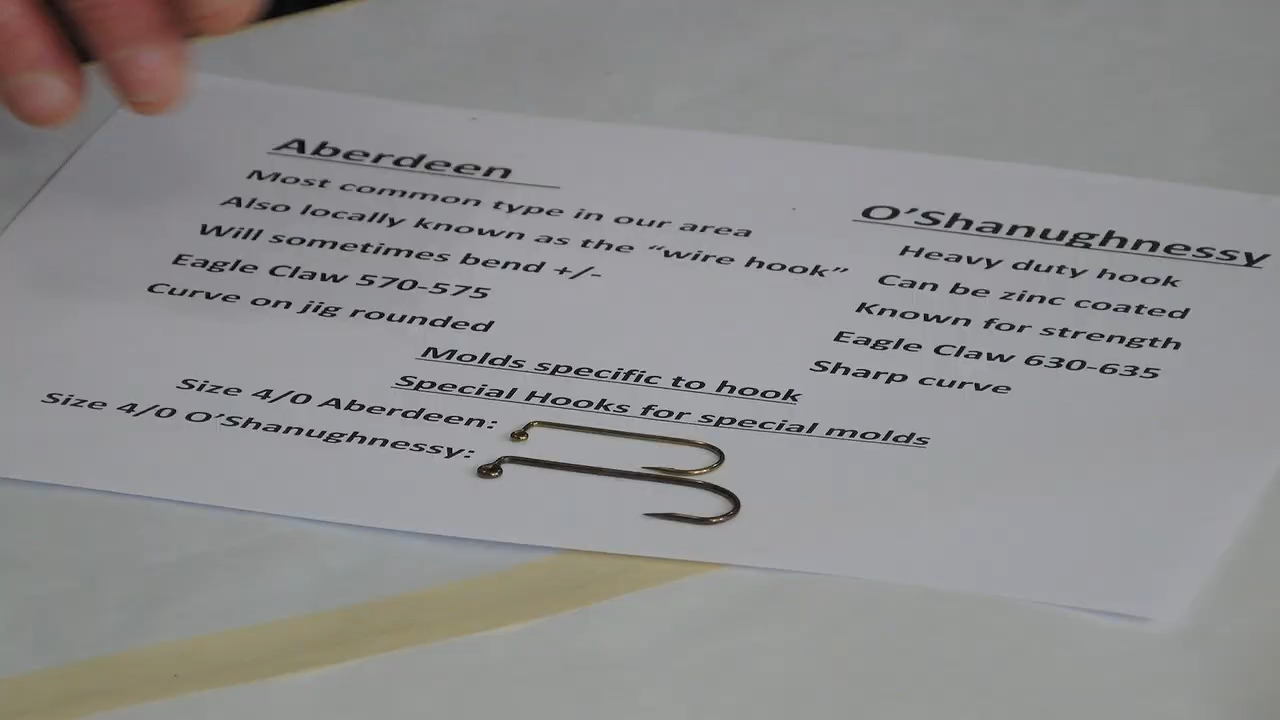 Aberdeen
Most common type in our area
Also locally known as the “wire hook”
Will sometimes bend +/-
Eagle Claw 570-575
Curve on jig rounded
O’Shanughnessy
Heavy duty hook
Can be zinc coated
Known for strength
Eagle Claw 630-635
Sharp curve
Molds specific to hook
Special Hooks for special molds
Size 4/0 Aberdeen:
Size 4/0 O’Shanughnessy: